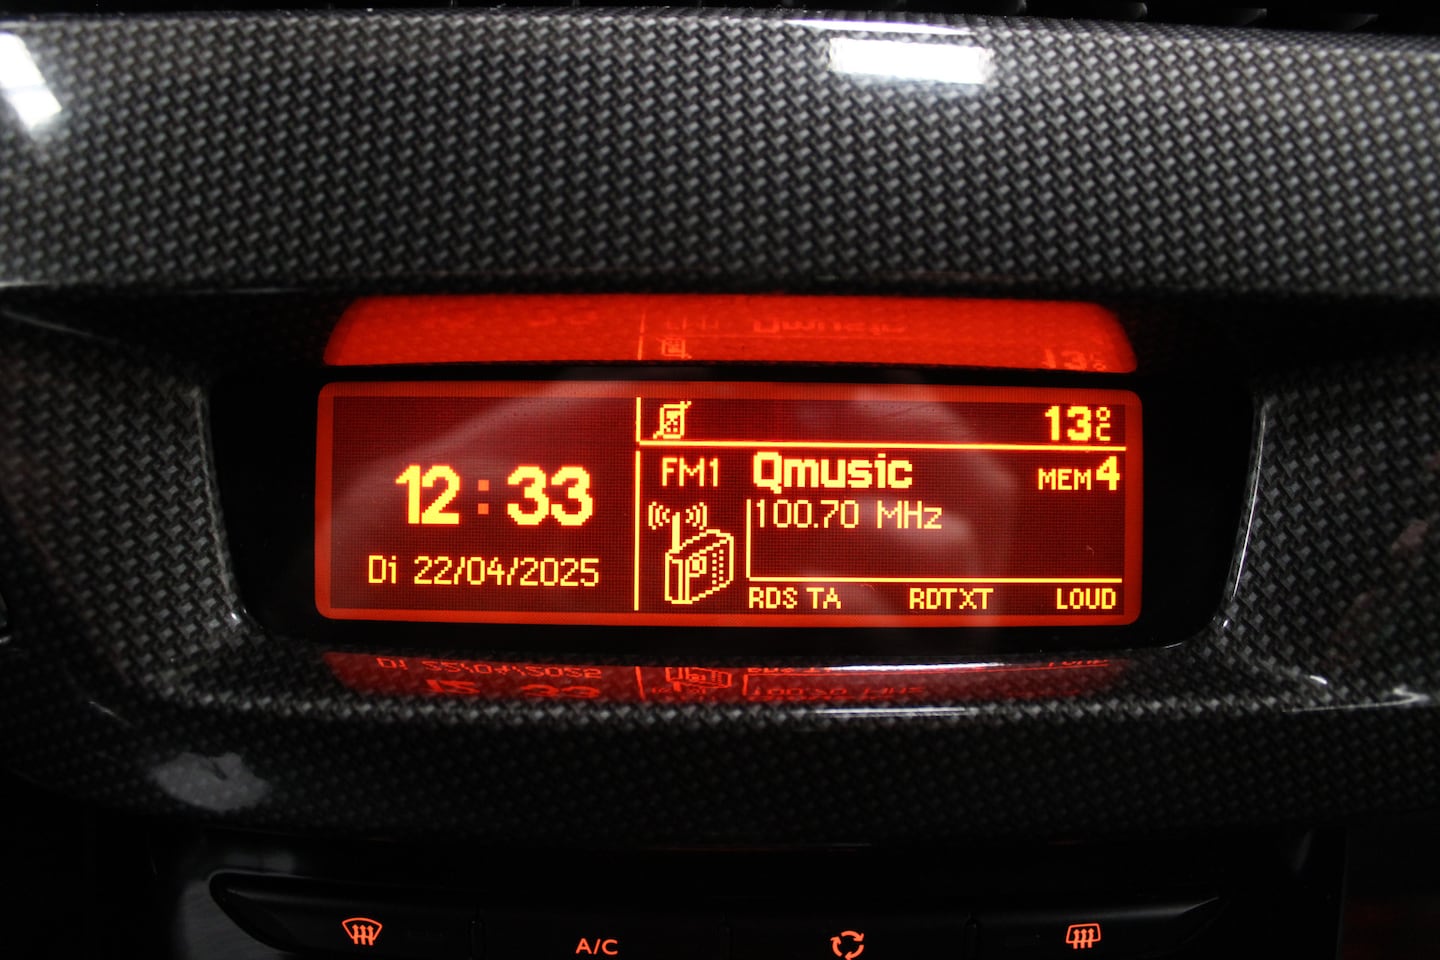 13°C
FM1 Qmusic MEM4
12:33
100.70 MHz
Di 22/04/2025
RDS TA RDTXT LOUD
A/C